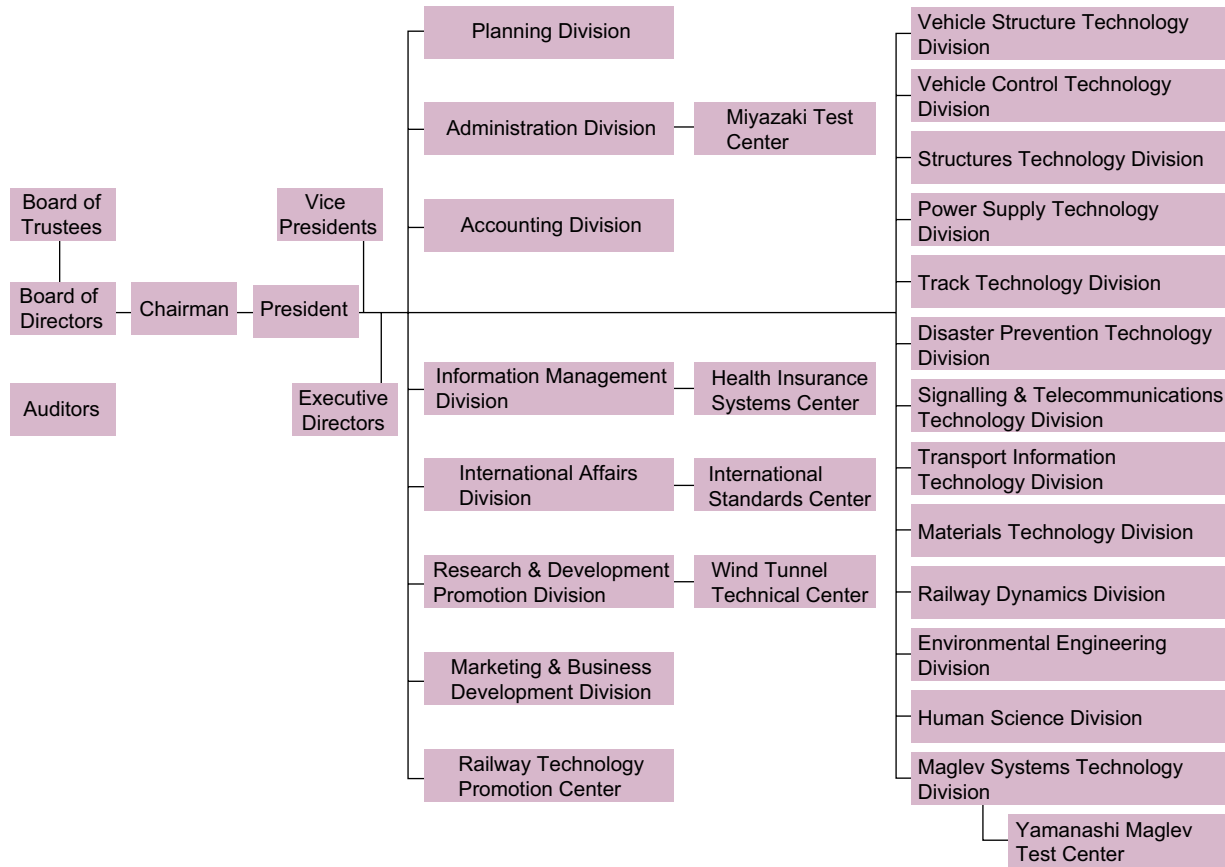 Board of
Trustees
Board of
Directors
Auditors
Chairman
President
Vice
Presidents
Executive
Directors
Planning Division
Administration Division
Miyazaki Test
Center
Accounting Division
Information Management
Division
Health Insurance
Systems Center
International Affairs
Division
International
Standards Center
Research & Development
Promotion Division
Wind Tunnel
Technical Center
Marketing & Business
Development Division
Railway Technology
Promotion Center
Vehicle Structure Technology
Division
Vehicle Control Technology
Division
Structures Technology Division
Power Supply Technology
Division
Track Technology Division
Disaster Prevention Technology
Division
Signalling & Telecommunications
Technology Division
Transport Information
Technology Division
Materials Technology Division
Railway Dynamics Division
Environmental Engineering
Division
Human Science Division
Maglev Systems Technology
Division
Yamanashi Maglev
Test Center